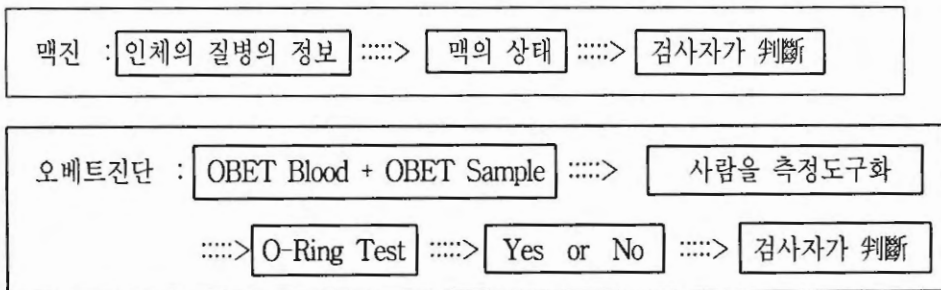 맥진 : 인체의 질병의 정보 :::::> 맥의 상태 :::::> 검사자가 判斷
오베트진단 : OBET Blood + OBET Sample :::::> 사람을 측정도구화
:::::> O-Ring Test :::::> Yes or No :::::> 검사자가 判斷